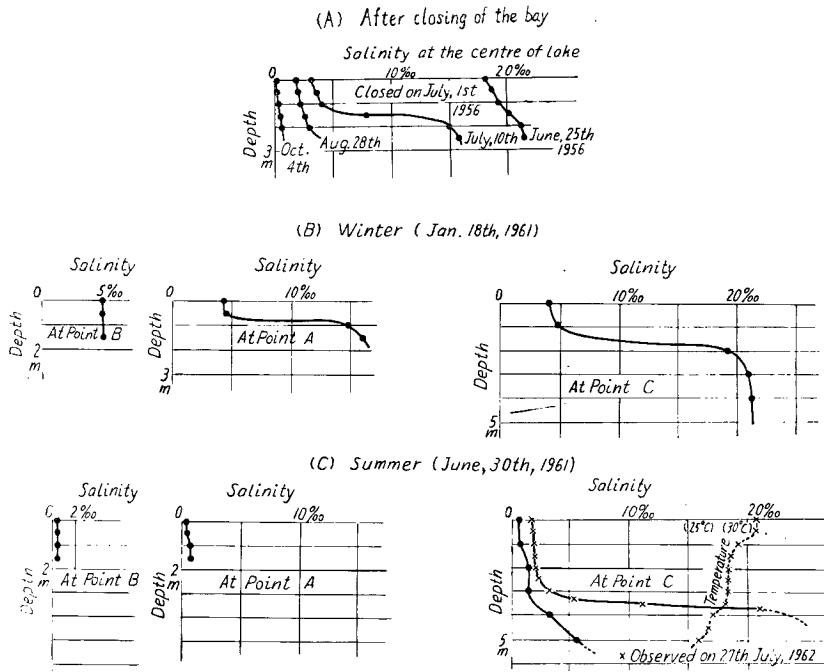 (A) After closing of the bay
Salinity at the centre of lake
0 10‰ 20‰
Closed on July, 1st
1956
Depth
3
m
Oct.
4th
Aug. 28th
July, 10th
June, 25th
1956
(B) Winter (Jan. 18th, 1961)
Salinity
0 5‰
Depth
At Point B
2
m
Salinity
0 10‰
Depth
At Point A
3
m
Salinity
0 10‰ 20‰
Depth
At Point C
5
m
(C) Summer (June, 30th, 1961)
Salinity
0 2‰
Depth
2
m
At Point B
Salinity
0 10‰
Depth
2
m
At Point A
Salinity
0 10‰ 20‰
(25°C) (30°C)
Temperature
Depth
At Point C
5
m
× Observed on 27th July, 1962